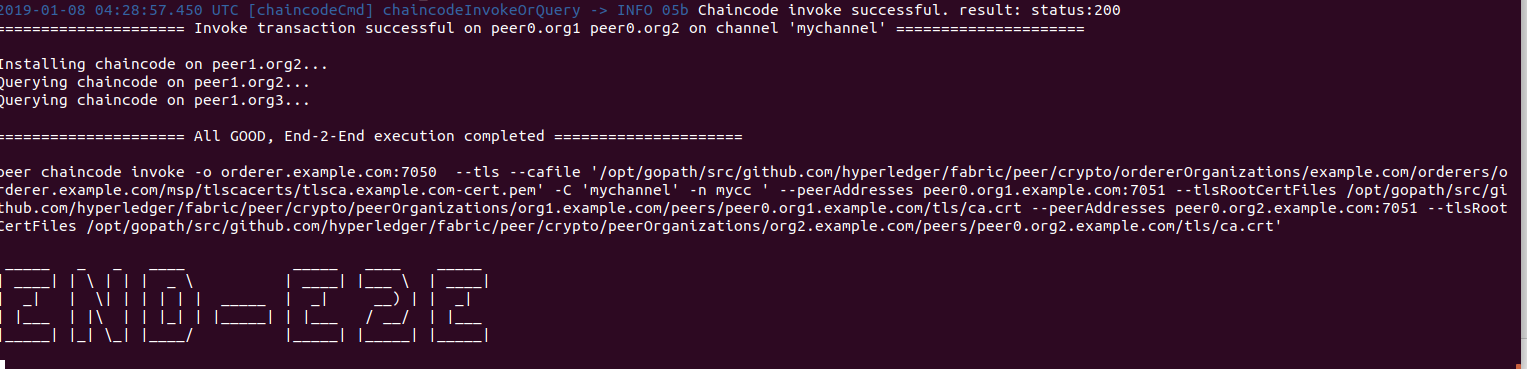 2019-01-08 04:28:57.450 UTC [chaincodeCmd] chaincodeInvokeOrQuery -> INFO 05b Chaincode invoke successful. result: status:200
===================== Invoke transaction successful on peer0.org1 peer0.org2 on channel 'mychannel' =====================
Installing chaincode on peer1.org2...
Querying chaincode on peer1.org2...
Querying chaincode on peer1.org3...
===================== All GOOD, End-2-End execution completed =====================
peer chaincode invoke -o orderer.example.com:7050  --tls --cafile '/opt/gopath/src/github.com/hyperledger/fabric/peer/crypto/ordererOrganizations/example.com/orderers/o
rderer.example.com/msp/tlscacerts/tlsca.example.com-cert.pem' -C 'mychannel' -n mycc ' --peerAddresses peer0.org1.example.com:7051 --tlsRootCertFiles /opt/gopath/src/gi
thub.com/hyperledger/fabric/peer/crypto/peerOrganizations/org1.example.com/peers/peer0.org1.example.com/tls/ca.crt --peerAddresses peer0.org2.example.com:7051 --tlsRoot
CertFiles /opt/gopath/src/github.com/hyperledger/fabric/peer/crypto/peerOrganizations/org2.example.com/peers/peer0.org2.example.com/tls/ca.crt'
END-E2E